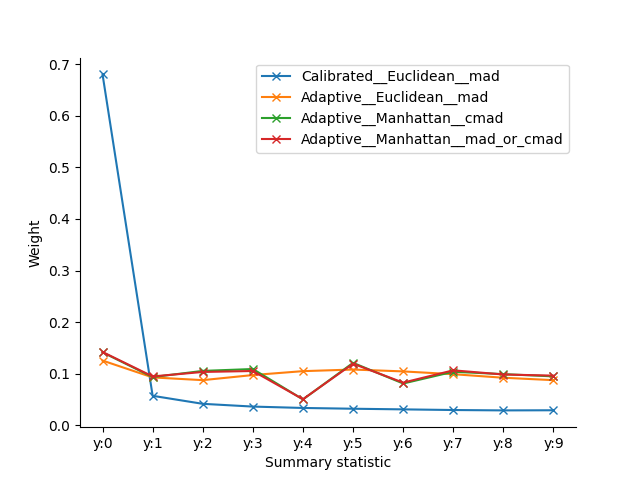 0.7
0.6
0.5
0.4
0.3
0.2
0.1
0.0
Weight
Calibrated__Euclidean__mad
Adaptive__Euclidean__mad
Adaptive__Manhattan__cmad
Adaptive__Manhattan__mad_or_cmad
y:0 y:1 y:2 y:3 y:4 y:5 y:6 y:7 y:8 y:9
Summary statistic